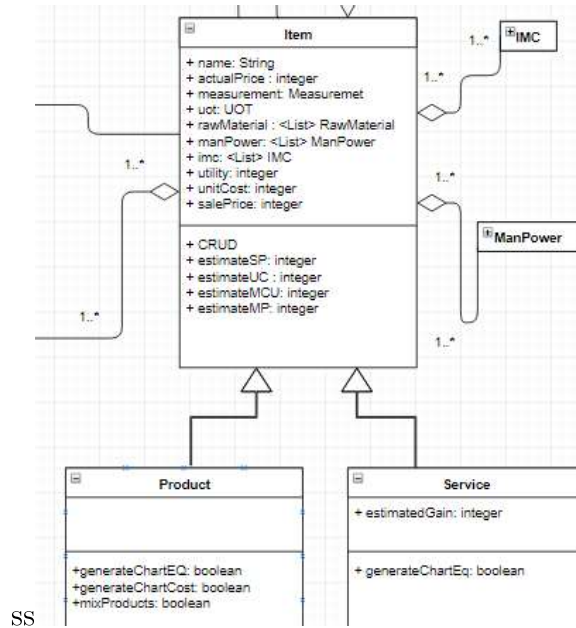 Item
+ name: String
+ actualPrice : integer
+ measurement: Measuremet
+ uot: UOT
+ rawMaterial : <List> RawMaterial
+ manPower: <List> ManPower
+ imc: <List> IMC
+ utility: integer
+ unitCost: integer
+ salePrice: integer
+ CRUD
+ estimateSP: integer
+ estimateUC : integer
+ estimateMCU: integer
+ estimateMP: integer
1..*
IMC
1..*
1..*
1..*
ManPower
1..*
1..*
Product
+generateChartEQ: boolean
+generateChartCost: boolean
+mixProducts: boolean
Service
+ estimatedGain: integer
+ generateChartEq: boolean
ss